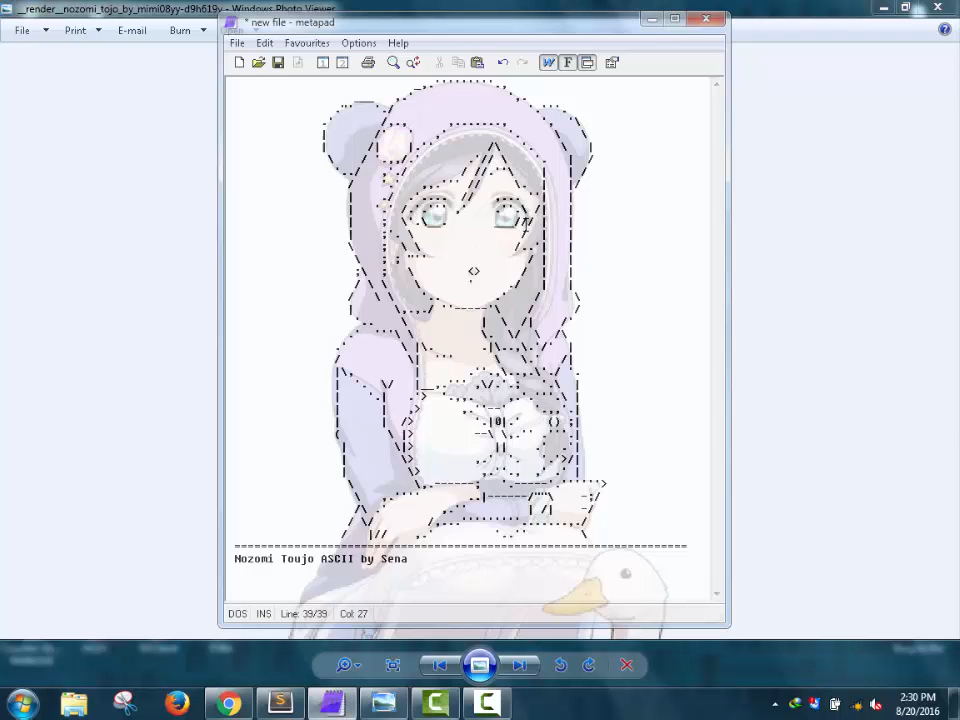 __render__nozomi_tojo_by_mimi08yy-d9h619y - Windows Photo Viewer
File Print E-mail Burn
* new file - metapad
File Edit Favourites Options Help
Nozomi Toujo ASCII by Sena
DOS INS Line: 39/39 Col: 27
2:30 PM
8/20/2016